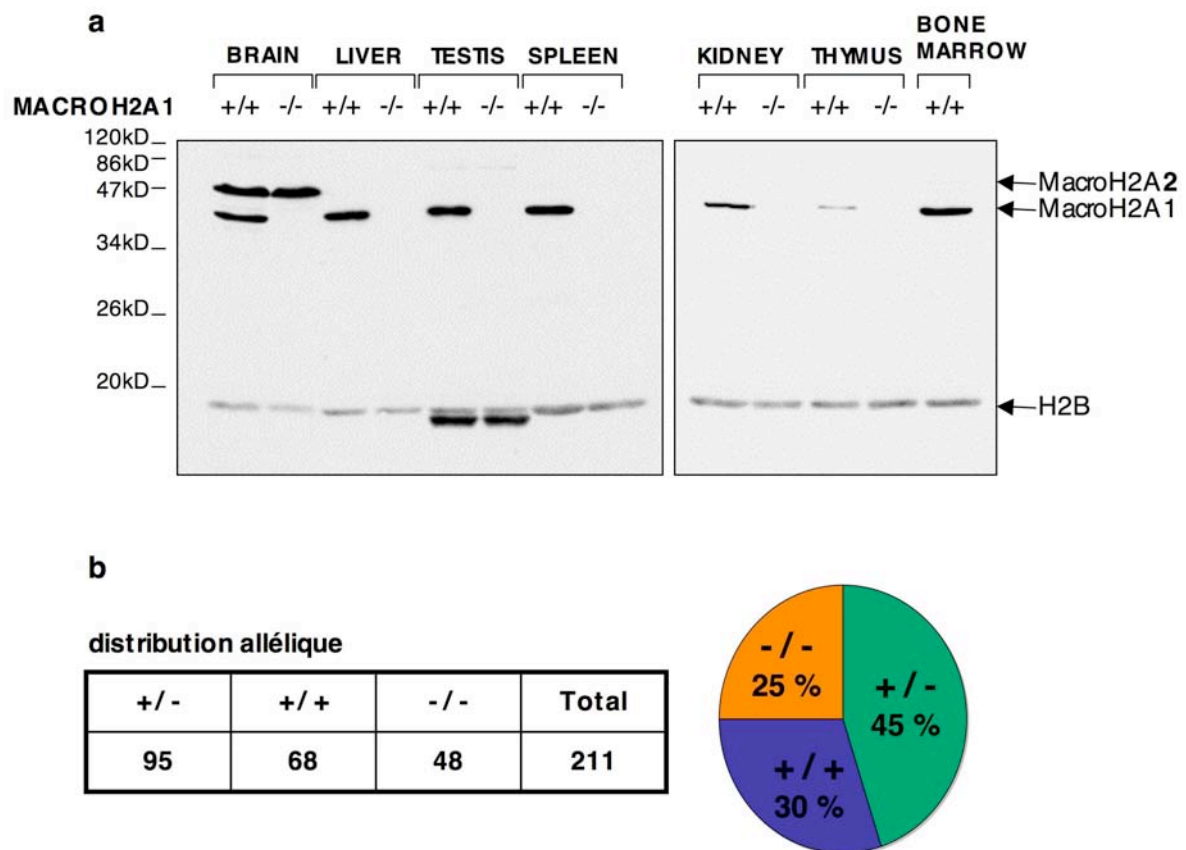 a
BRAIN LIVER TESTIS SPLEEN KIDNEY THYMUS BONE MARROW
MACROH2A1 +/+ -/- +/+ -/- +/+ -/- +/+ -/- +/+ -/- +/+ -/- +/+
120kD
86kD
47kD
34kD
26kD
20kD
MacroH2A2
MacroH2A1
H2B
b
distribution allélique
+/- +/+ -/- Total
95 68 48 211
-/-
25 %
+/-
45 %
+/+
30 %